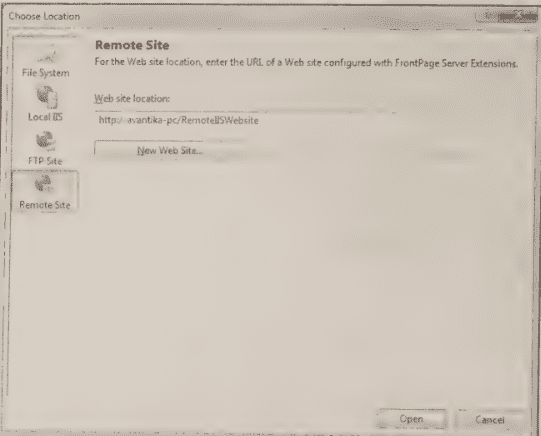 Choose Location
File System
Local IIS
FTP Site
Remote Site
Remote Site
For the Web site location, enter the URL of a Web site configured with FrontPage Server Extensions.
Web site location:
http://avantika-pc/RemoteIISWebsite
New Web Site...
Open
Cancel